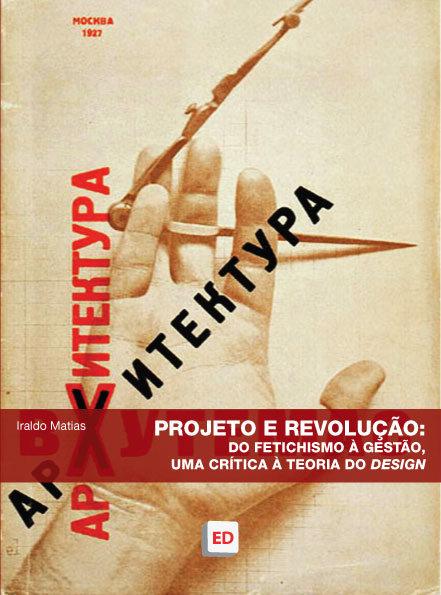 МОСКВА
1927
АРХИТЕКТУРА
АРХИТЕКТУРА
ВХУТЕМАС
Iraldo Matias
PROJETO E REVOLUÇÃO:
DO FETICHISMO À GESTÃO,
UMA CRÍTICA À TEORIA DO DESIGN
ED